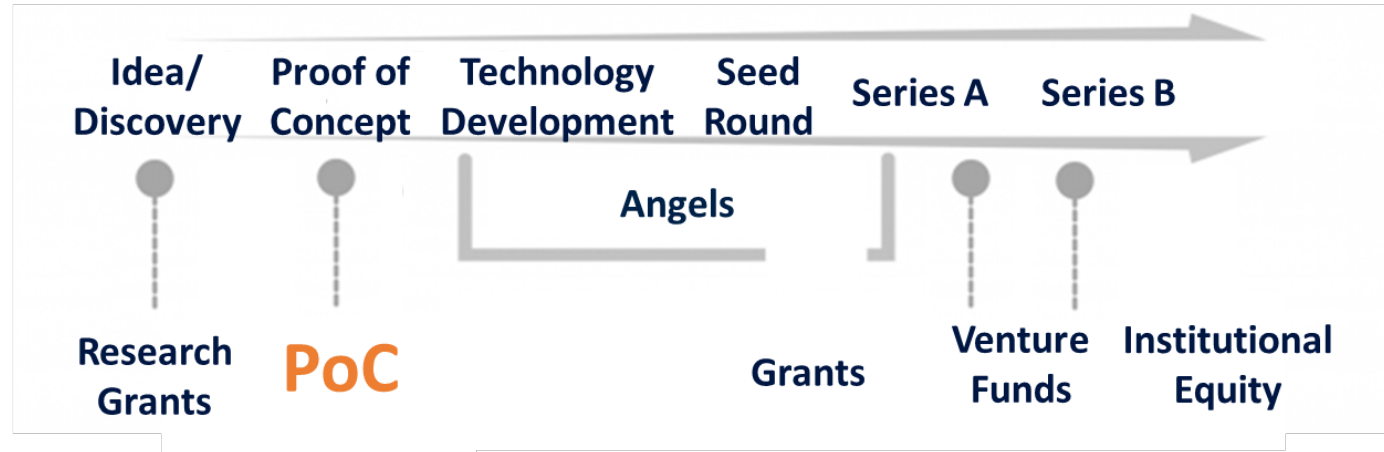 Idea/
Discovery
Proof of
Concept
Technology
Development
Seed
Round
Series A
Series B
Angels
Research
Grants
PoC
Grants
Venture
Funds
Institutional
Equity